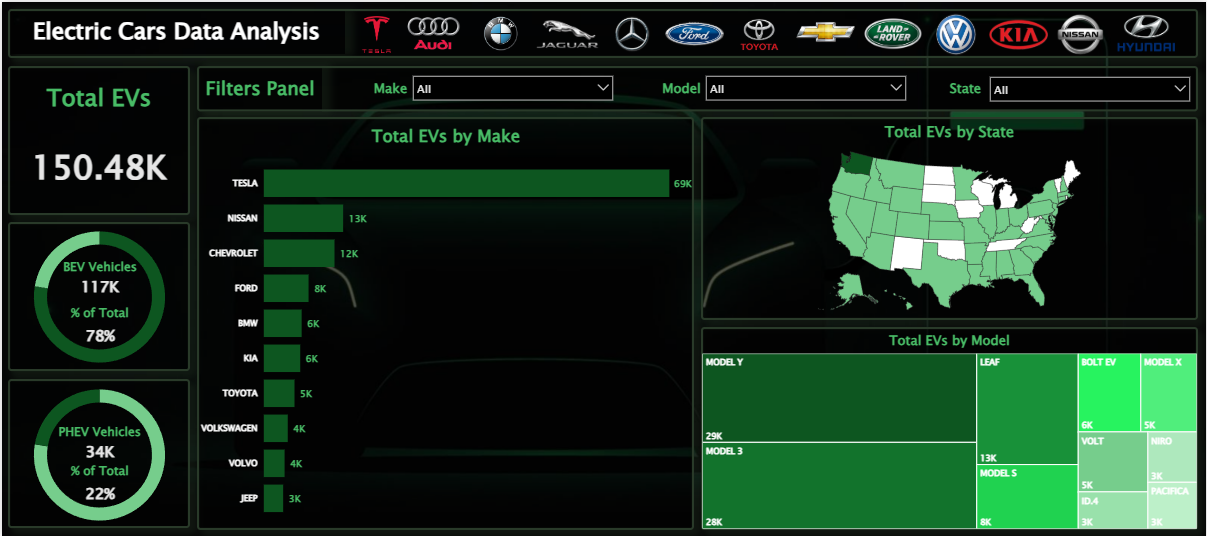 Electric Cars Data Analysis
TESLA
Audi
BMW
JAGUAR
Ford
TOYOTA
LAND-
ROVER
KIA
NISSAN
HYUNDAI
Total EVs
150.48K
Filters Panel
Make All
Model All
State All
BEV Vehicles
117K
% of Total
78%
PHEV Vehicles
34K
% of Total
22%
Total EVs by Make
TESLA 69K
NISSAN 13K
CHEVROLET 12K
FORD 8K
BMW 6K
KIA 6K
TOYOTA 5K
VOLKSWAGEN 4K
VOLVO 4K
JEEP 3K
Total EVs by State
Total EVs by Model
MODEL Y
29K
MODEL 3
28K
LEAF
13K
MODEL S
8K
BOLT EV
6K
MODEL X
5K
VOLT
5K
NIRO
3K
ID.4
3K
PACIFICA
3K